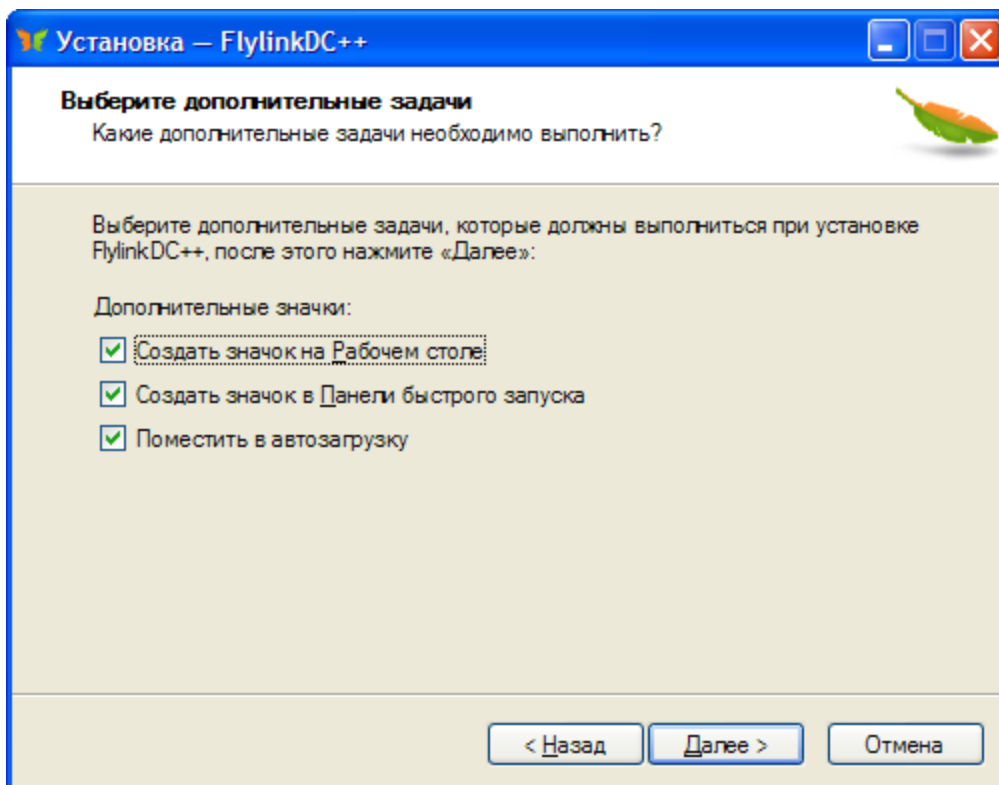 Установка — FlylinkDC++
Выберите дополнительные задачи
Какие дополнительные задачи необходимо выполнить?
Выберите дополнительные задачи, которые должны выполниться при установке
FlylinkDC++, после этого нажмите «Далее»:
Дополнительные значки:
Создать значок на Рабочем столе
Создать значок в Панели быстрого запуска
Поместить в автозагрузку
< Назад
Далее >
Отмена